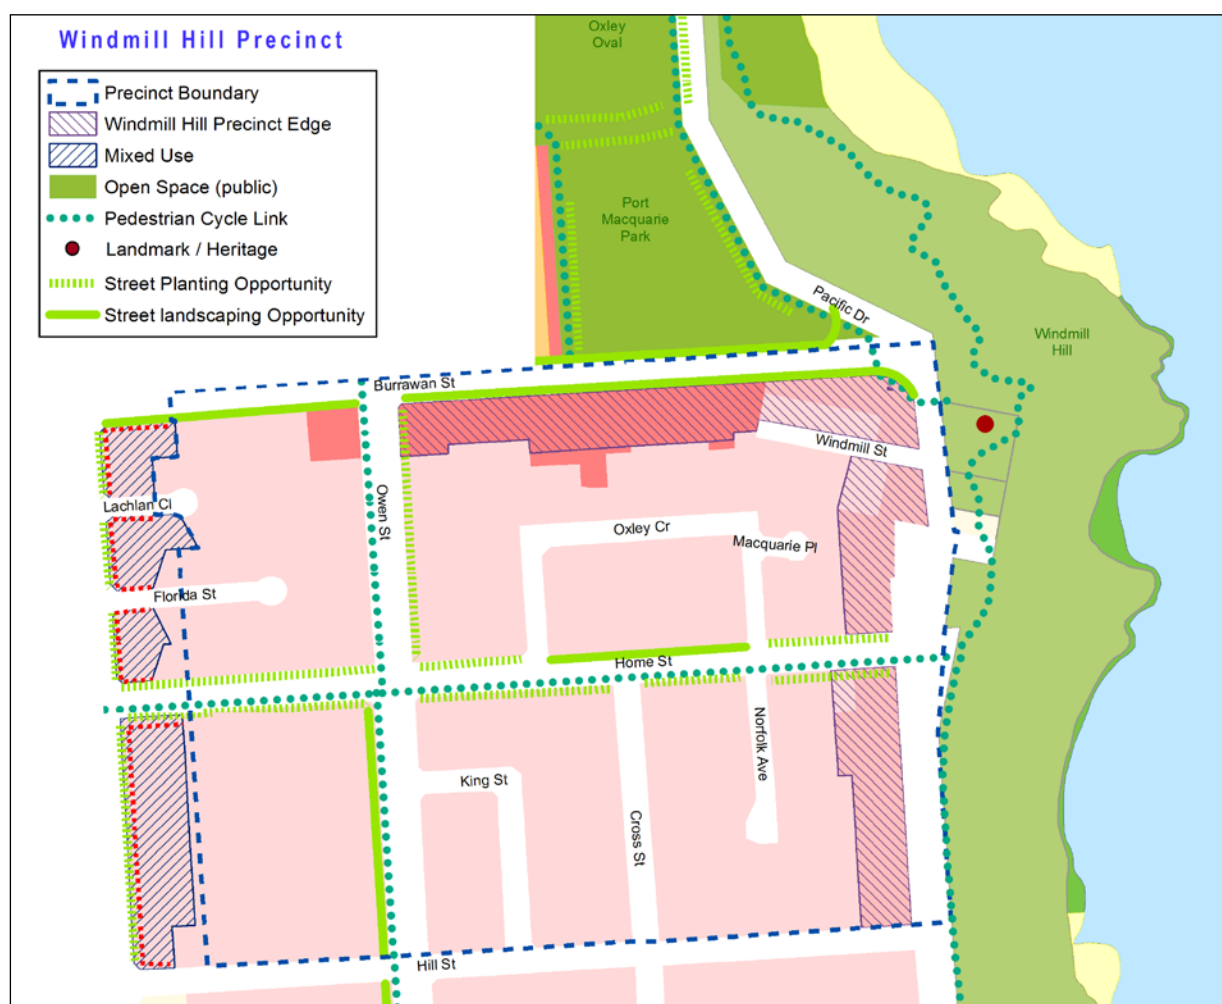 Windmill Hill Precinct
Precinct Boundary
Windmill Hill Precinct Edge
Mixed Use
Open Space (public)
Pedestrian Cycle Link
Landmark / Heritage
Street Planting Opportunity
Street landscaping Opportunity
Oxley
Oval
Port
Macquarie
Park
Pacific Dr
Windmill
Hill
Burrawan St
Windmill St
Lachlan Cl
Owen St
Oxley Cr
Macquarie Pl
Florida St
Home St
Norfolk Ave
King St
Cross St
Hill St